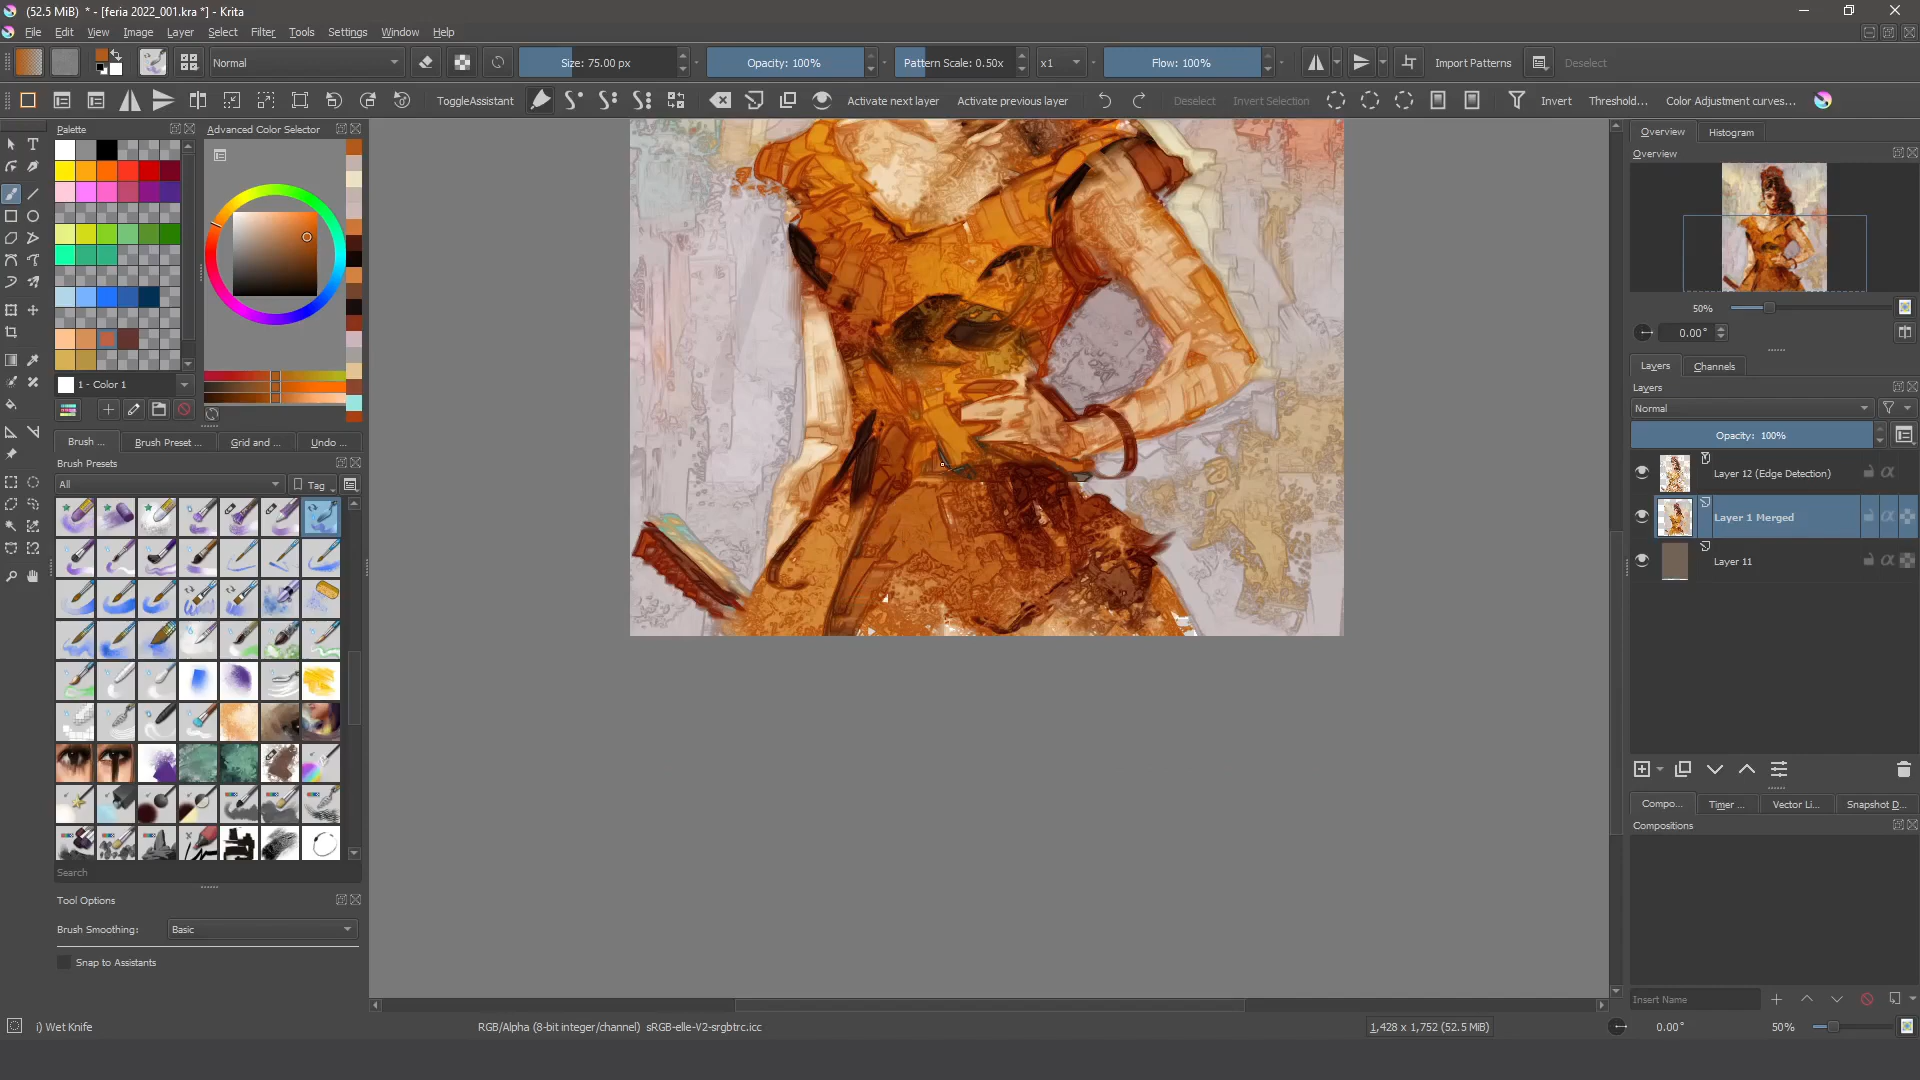 (52.5 MiB)  * - [feria 2022_001.kra *] - Krita
File Edit View Image Layer Select Filter Tools Settings Window Help
Normal Size: 75.00 px Opacity: 100% Pattern Scale: 0.50x x1 Flow: 100% Import Patterns Deselect
ToggleAssistant Activate next layer Activate previous layer Deselect Invert Selection Invert Threshold... Color Adjustment curves...
Palette Advanced Color Selector
1 - Color 1
Brush ... Brush Preset ... Grid and ... Undo ...
Brush Presets
All Tag
Search
Tool Options
Brush Smoothing: Basic
Snap to Assistants
Overview Histogram
Overview
50%
0.00°
Layers Channels
Layers
Normal
Opacity: 100%
Layer 12 (Edge Detection)
Layer 1 Merged
Layer 11
Compo... Timer ... Vector Li... Snapshot D...
Compositions
Insert Name
i) Wet Knife RGB/Alpha (8-bit integer/channel) sRGB-elle-V2-srgbtrc.icc 1,428 x 1,752 (52.5 MiB) 0.00° 50%